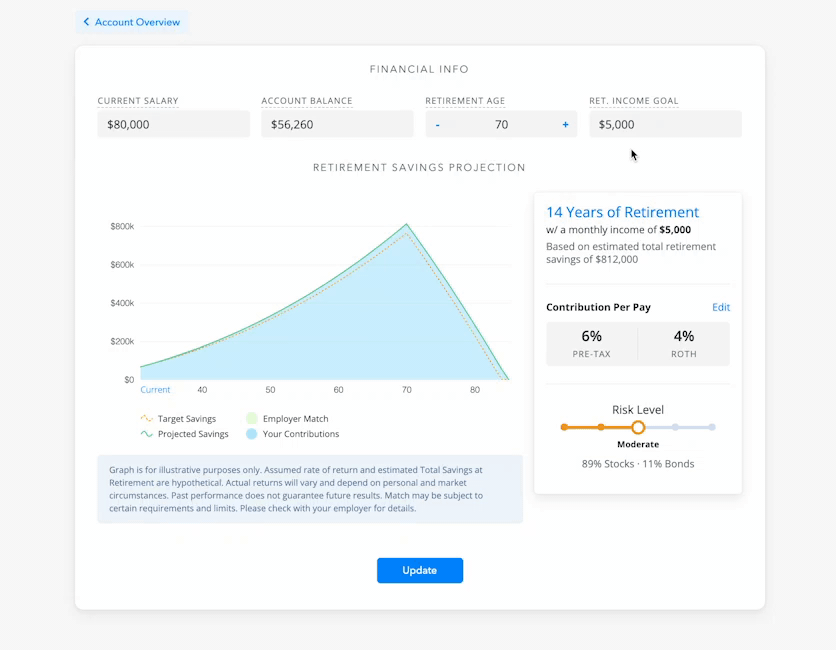 Account Overview
FINANCIAL INFO
CURRENT SALARY
ACCOUNT BALANCE
RETIREMENT AGE
RET. INCOME GOAL
$80,000
$56,260
- 70 +
$5,000
RETIREMENT SAVINGS PROJECTION
$800k
$600k
$400k
$200k
$0
Current 40 50 60 70 80
Target Savings
Employer Match
Projected Savings
Your Contributions
Graph is for illustrative purposes only. Assumed rate of return and estimated Total Savings at
Retirement are hypothetical. Actual returns will vary and depend on personal and market
circumstances. Past performance does not guarantee future results. Match may be subject to
certain requirements and limits. Please check with your employer for details.
14 Years of Retirement
w/ a monthly income of $5,000
Based on estimated total retirement
savings of $812,000
Contribution Per Pay Edit
6% 4%
PRE-TAX ROTH
Risk Level
Moderate
89% Stocks · 11% Bonds
Update